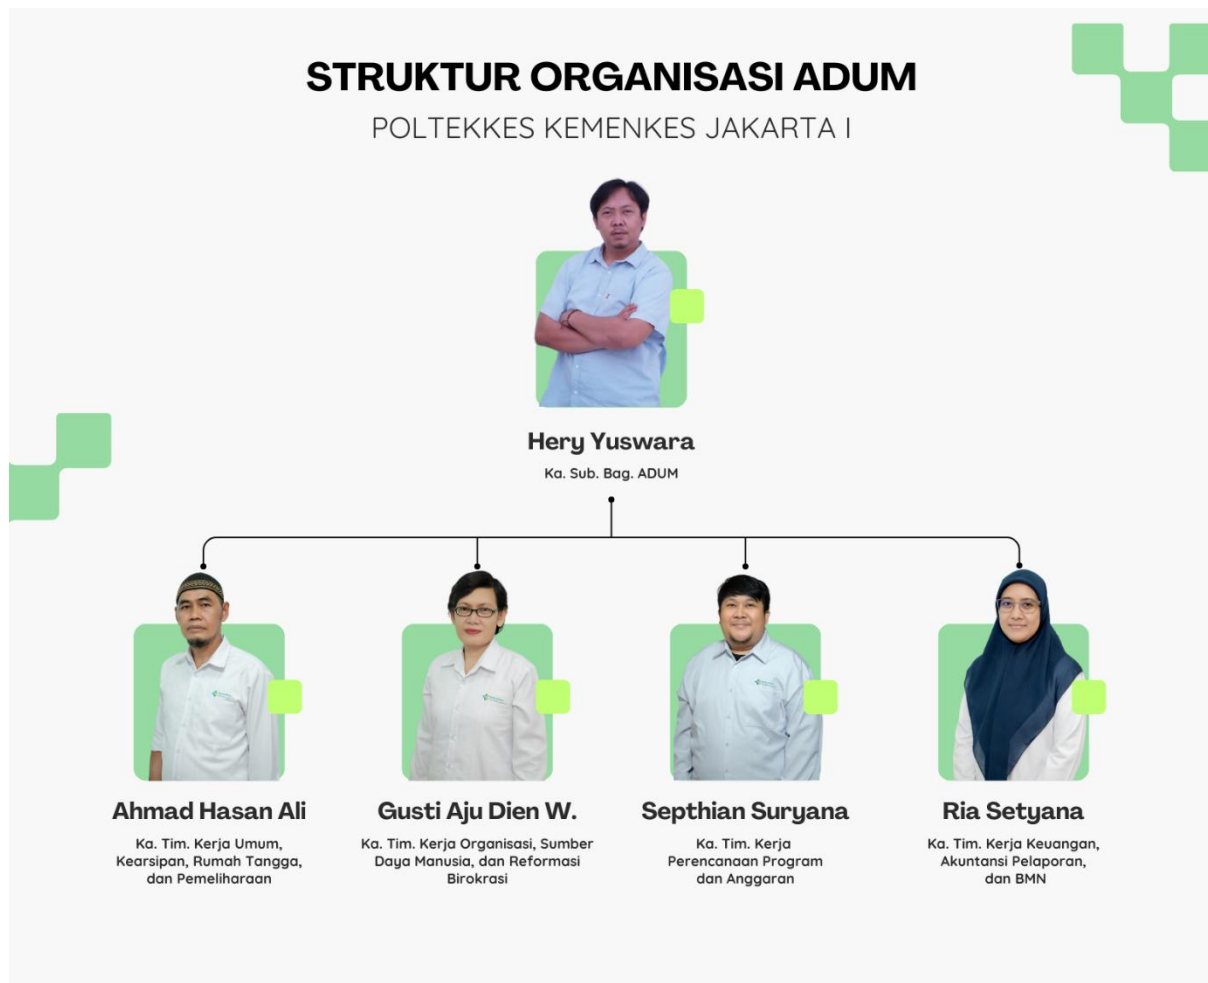 STRUKTUR ORGANISASI ADUM
POLTEKKES KEMENKES JAKARTA I
Hery Yuswara
Ka. Sub. Bag. ADUM
Ahmad Hasan Ali
Ka. Tim. Kerja Umum,
Kearsipan, Rumah Tangga,
dan Pemeliharaan
Gusti Aju Dien W.
Ka. Tim. Kerja Organisasi, Sumber
Daya Manusia, dan Reformasi
Birokrasi
Septhian Suryana
Ka. Tim. Kerja
Perencanaan Program
dan Anggaran
Ria Setyana
Ka. Tim. Kerja Keuangan,
Akuntansi Pelaporan,
dan BMN